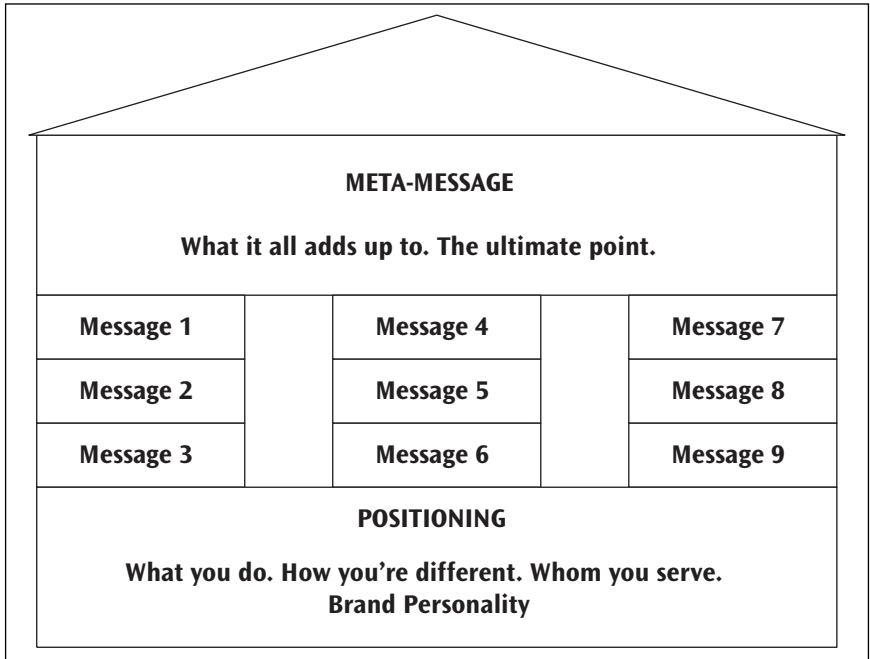 META-MESSAGE
What it all adds up to. The ultimate point.
Message 1
Message 4
Message 7
Message 2
Message 5
Message 8
Message 3
Message 6
Message 9
POSITIONING
What you do. How you’re different. Whom you serve.
Brand Personality